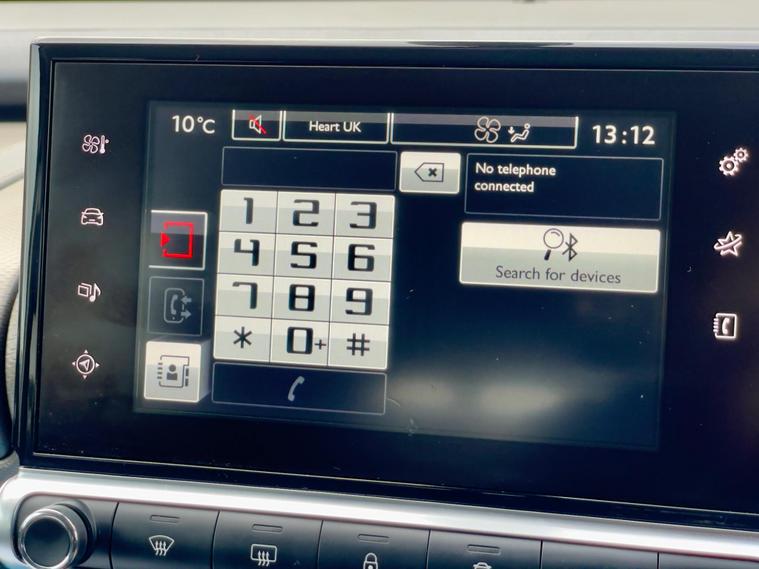 10°C
Heart UK
13:12
No telephone
connected
1 2 3
4 5 6
7 8 9
* 0+ #
Search for devices